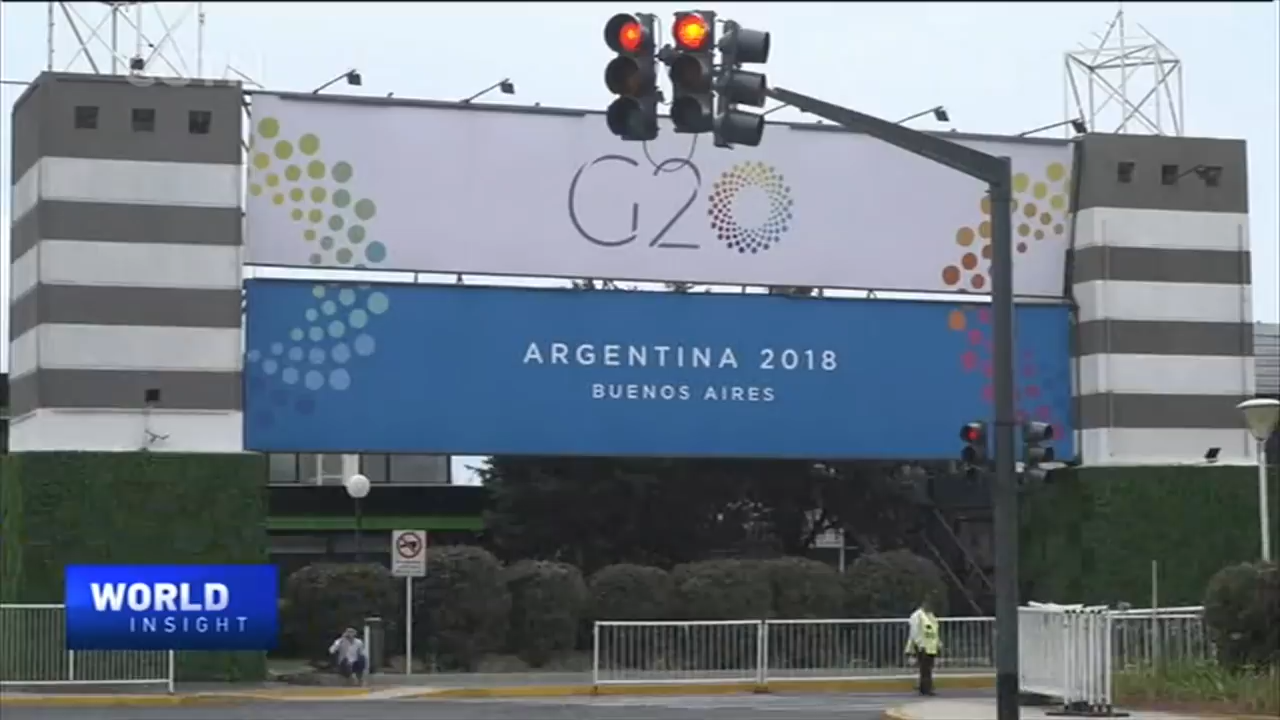 G20
ARGENTINA 2018
BUENOS AIRES
WORLD
INSIGHT